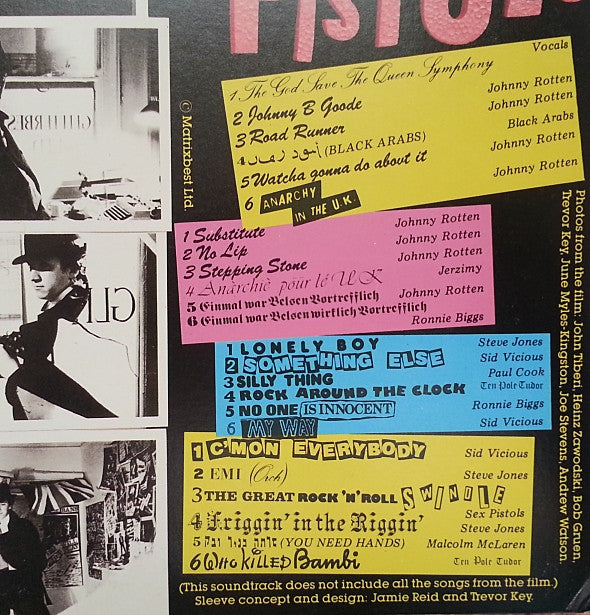 PISTOL
Vocals
1 The God Save The Queen Symphony
2 Johnny B Goode Johnny Rotten
3 Road Runner Johnny Rotten
4 (BLACK ARABS) Black Arabs
5 Watcha gonna do about it Johnny Rotten
6 ANARCHY IN THE U.K. Johnny Rotten
1 Substitute Johnny Rotten
2 No Lip Johnny Rotten
3 Stepping Stone Johnny Rotten
4 Anarchie pour le UK Jerzimy
5 Einmal war Belsen Vortrefflich Johnny Rotten
6 Einmal war Belsen wirklich Vortrefflich Ronnie Biggs
1 LONELY BOY Steve Jones
2 SOMETHING ELSE Sid Vicious
3 SILLY THING Paul Cook
4 ROCK AROUND THE CLOCK Ten Pole Tudor
5 NO ONE IS INNOCENT Ronnie Biggs
6 MY WAY Sid Vicious
1 C'MON EVERYBODY Sid Vicious
2 EMI (Orch) Steve Jones
3 THE GREAT ROCK 'N' ROLL SWINDLE
Sex Pistols
4 Friggin' in the Riggin' Steve Jones
5 (YOU NEED HANDS) Malcolm McLaren
6 WHO KILLED Bambi Ten Pole Tudor
(This soundtrack does not include all the songs from the film.)
Sleeve concept and design: Jamie Reid and Trevor Key.
© Matrixbest Ltd.
Photos from the film: John Tiberi, Heinz Zawodski, Bob Gruen,
Trevor Key, June Myles-Kingston, Joe Stevens, Andrew Watson.